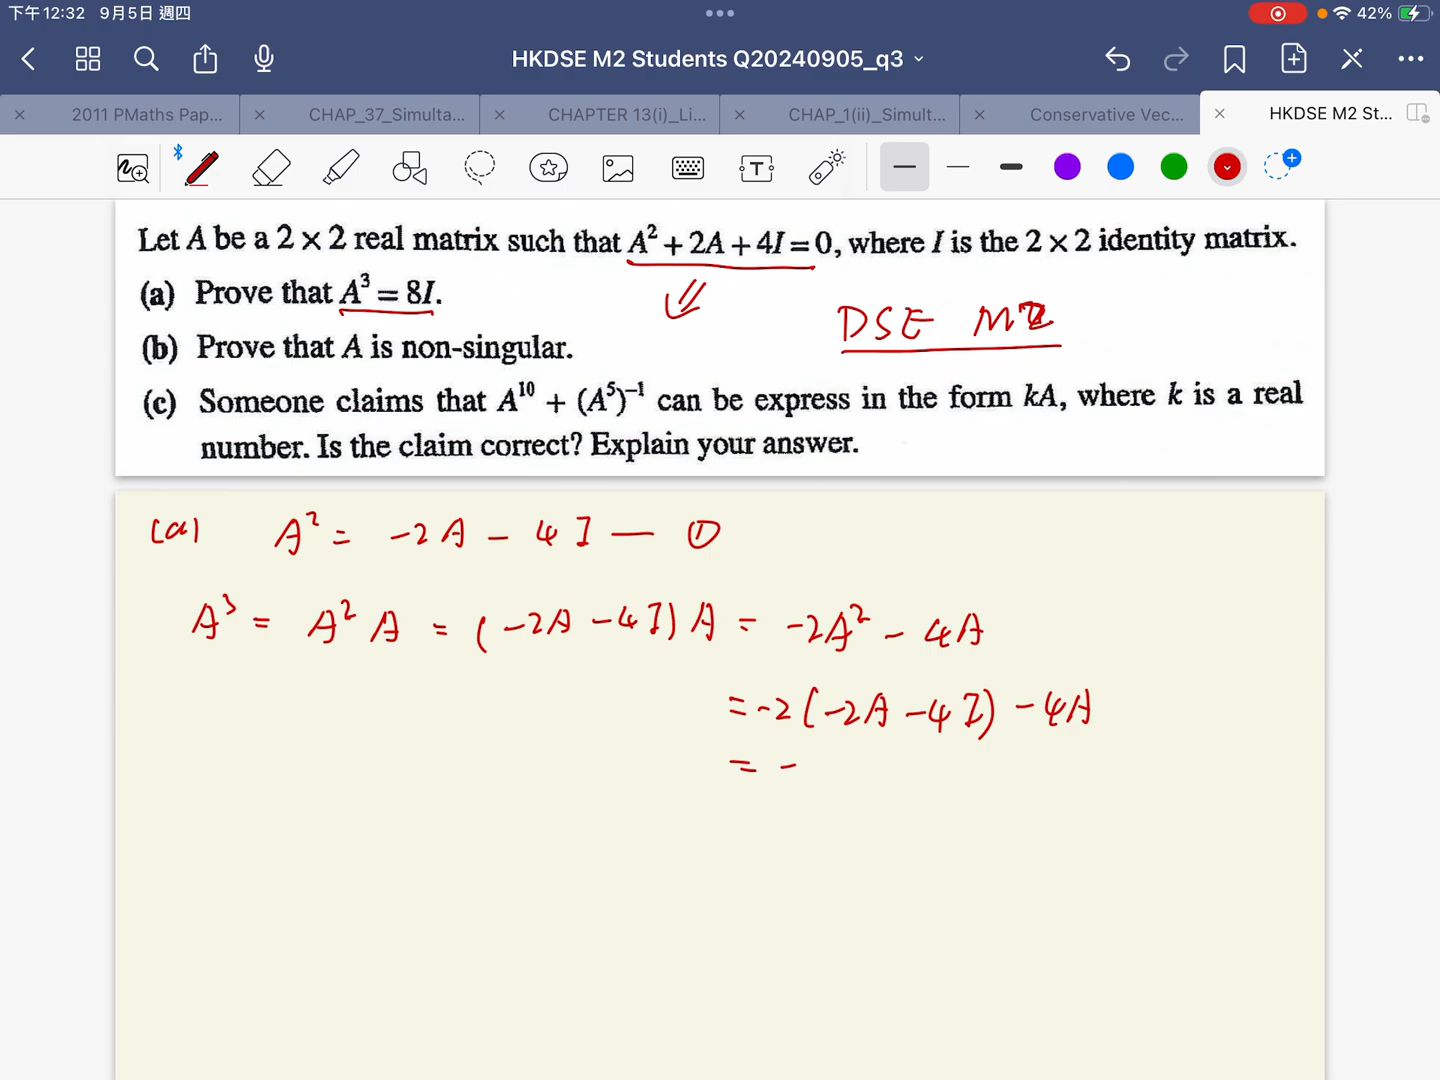 下午12:32 9月5日 週四
42%
HKDSE M2 Students Q20240905_q3
2011 PMaths Pap...
CHAP_37_Simulta...
CHAPTER 13(i)_Li...
CHAP_1(ii)_Simult...
Conservative Vec...
HKDSE M2 St...
T
Let A be a 2 × 2 real matrix such that A² + 2A + 4I = 0, where I is the 2 × 2 identity matrix.
(a) Prove that A³ = 8I.
DSE M2
(b) Prove that A is non-singular.
(c) Someone claims that A¹⁰ + (A⁵)⁻¹ can be express in the form kA, where k is a real
number. Is the claim correct? Explain your answer.
(a) A² = -2A - 4I — ①
A³ = A² A = (-2A - 4I) A = -2A² - 4A
= -2(-2A - 4I) - 4A
= -